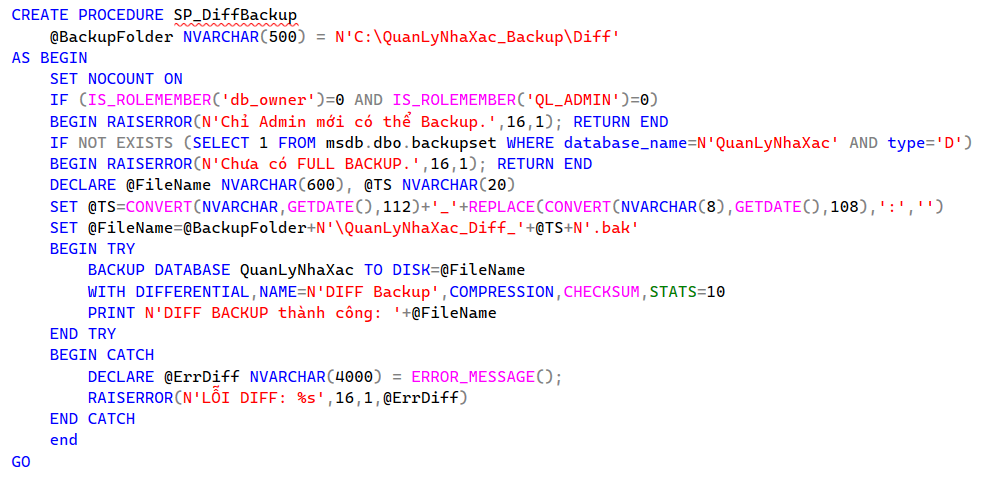 CREATE PROCEDURE SP_DiffBackup
    @BackupFolder NVARCHAR(500) = N'C:\QuanLyNhaXac_Backup\Diff'
AS BEGIN
    SET NOCOUNT ON
    IF (IS_ROLEMEMBER('db_owner')=0 AND IS_ROLEMEMBER('QL_ADMIN')=0)
    BEGIN RAISERROR(N'Chỉ Admin mới có thể Backup.',16,1); RETURN END
    IF NOT EXISTS (SELECT 1 FROM msdb.dbo.backupset WHERE database_name=N'QuanLyNhaXac' AND type='D')
    BEGIN RAISERROR(N'Chưa có FULL BACKUP.',16,1); RETURN END
    DECLARE @FileName NVARCHAR(600), @TS NVARCHAR(20)
    SET @TS=CONVERT(NVARCHAR,GETDATE(),112)+'_'+REPLACE(CONVERT(NVARCHAR(8),GETDATE(),108),':','')
    SET @FileName=@BackupFolder+N'\QuanLyNhaXac_Diff_'+@TS+N'.bak'
    BEGIN TRY
        BACKUP DATABASE QuanLyNhaXac TO DISK=@FileName
        WITH DIFFERENTIAL,NAME=N'DIFF Backup',COMPRESSION,CHECKSUM,STATS=10
        PRINT N'DIFF BACKUP thành công: '+@FileName
    END TRY
    BEGIN CATCH
        DECLARE @ErrDiff NVARCHAR(4000) = ERROR_MESSAGE();
        RAISERROR(N'LỖI DIFF: %s',16,1,@ErrDiff)
    END CATCH
    end
GO